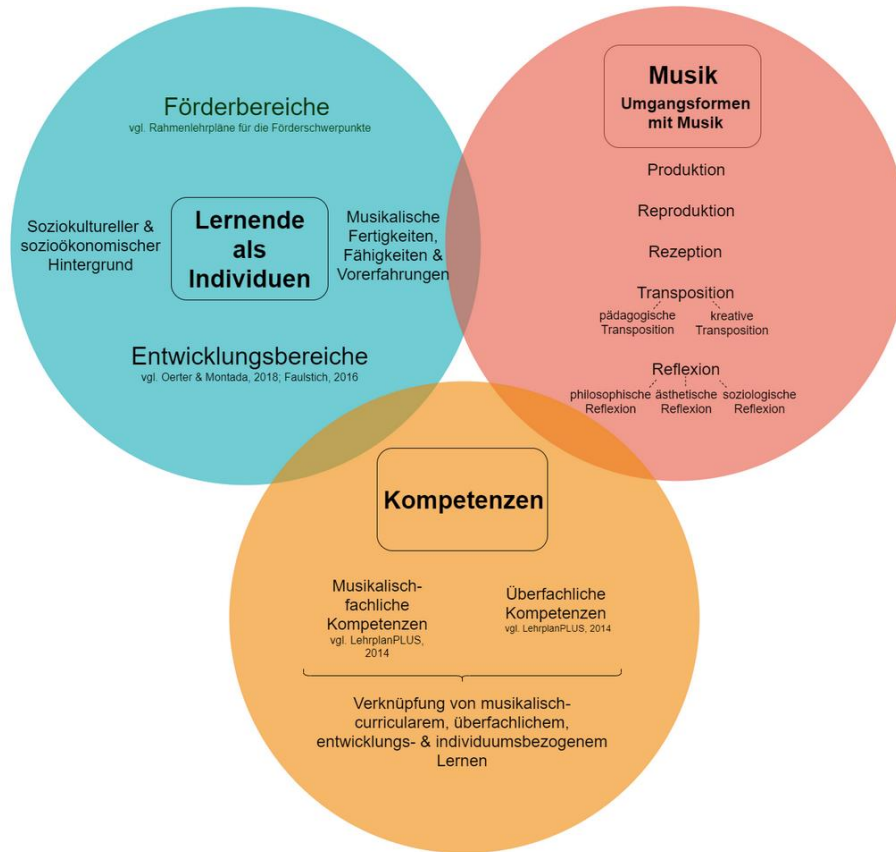 Förderbereiche
vgl. Rahmenlehrpläne für die Förderschwerpunkte
Soziokultureller &
sozioökonomischer
Hintergrund
Lernende
als
Individuen
Musikalische
Fertigkeiten,
Fähigkeiten &
Vorerfahrungen
Entwicklungsbereiche
vgl. Oerter & Montada, 2018; Faulstich, 2016
Musik
Umgangsformen
mit Musik
Produktion
Reproduktion
Rezeption
Transposition
pädagogische
Transposition
kreative
Transposition
Reflexion
philosophische
Reflexion
ästhetische
Reflexion
soziologische
Reflexion
Kompetenzen
Musikalisch-
fachliche
Kompetenzen
vgl. LehrplanPLUS,
2014
Überfachliche
Kompetenzen
vgl. LehrplanPLUS, 2014
Verknüpfung von musikalisch-
curricularem, überfachlichem,
entwicklungs- & individuumsbezogenem
Lernen